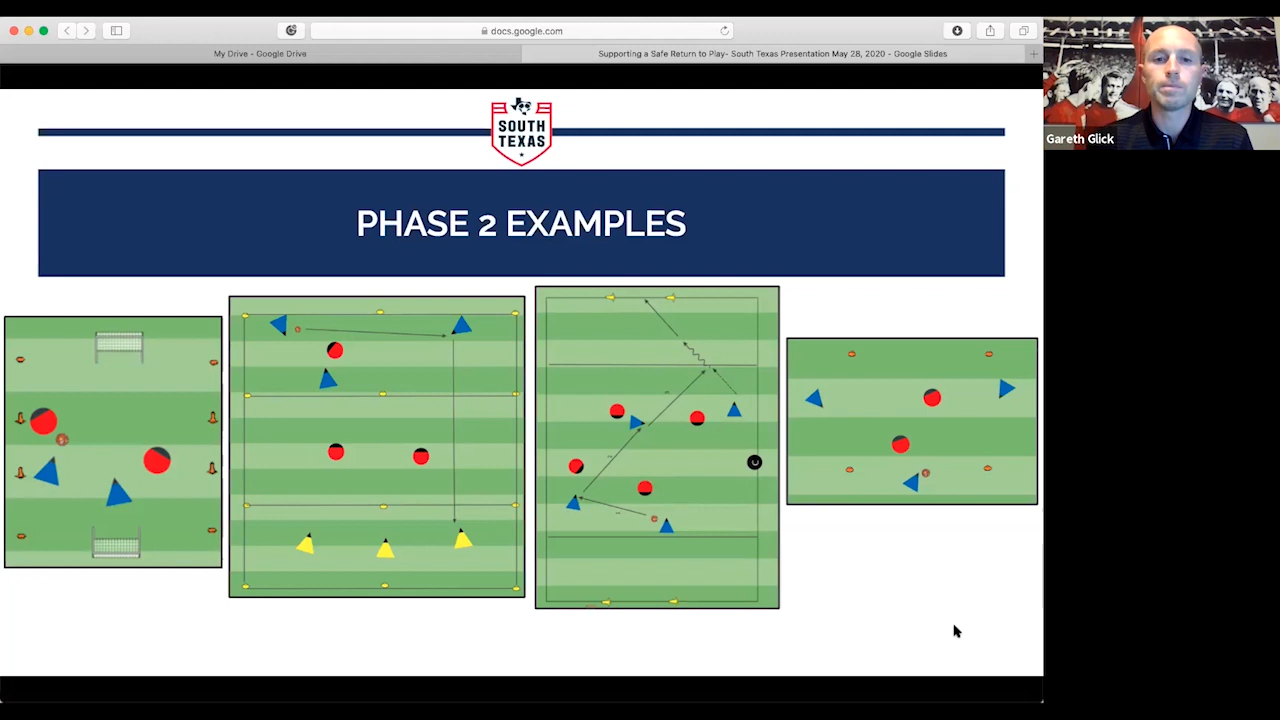 docs.google.com
My Drive - Google Drive
Supporting a Safe Return to Play- South Texas Presentation May 28, 2020 - Google Slides
SOUTH
TEXAS
PHASE 2 EXAMPLES
Gareth Glick